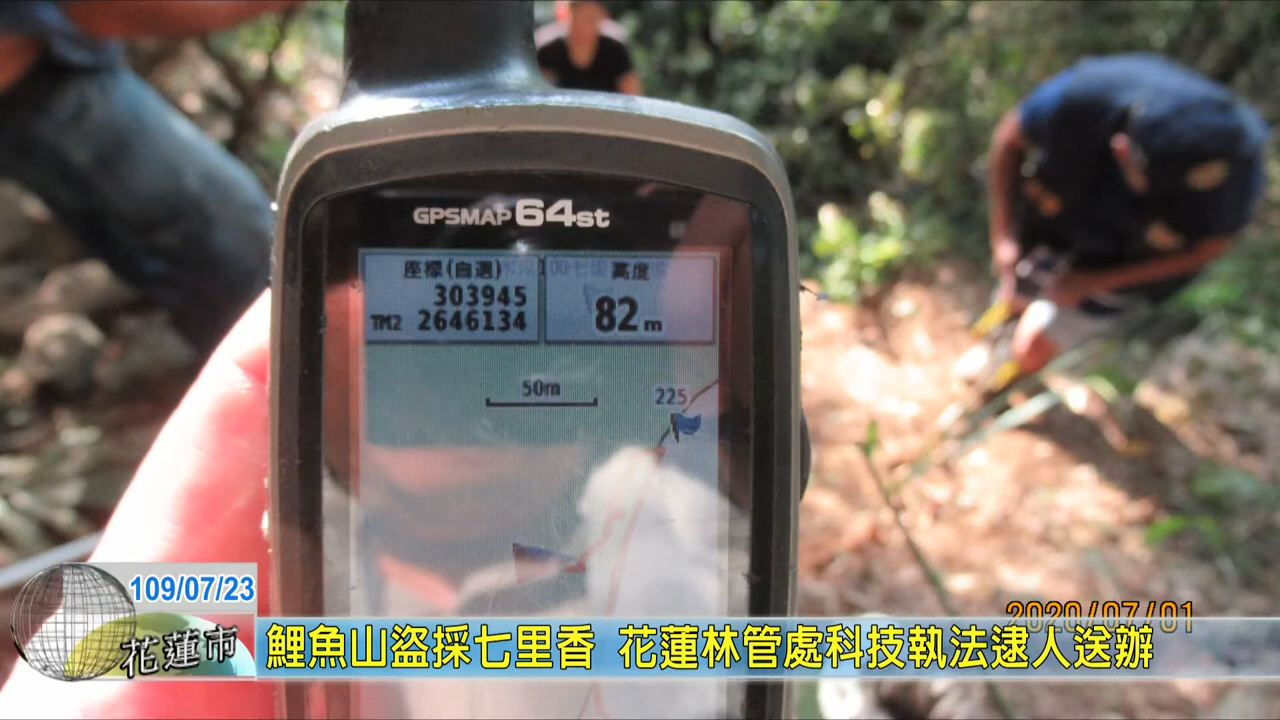 GPSMAP 64st
座標(自選)
高度
303945
TM2 2646134
82m
50m
225
109/07/23
2020/07/01
花蓮市
鯉魚山盜採七里香 花蓮林管處科技執法逮人送辦